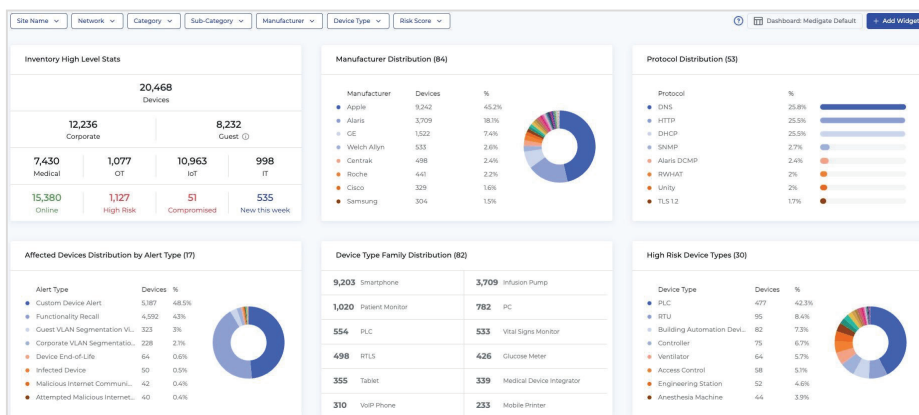 Site Name Network Category Sub-Category Manufacturer Device Type Risk Score Dashboard: Medigate Default + Add Widget
Inventory High Level Stats
20,468
Devices
12,236 8,232
Corporate Guest
7,430 1,077 10,963 998
Medical OT IoT IT
15,380 1,127 51 535
Online High Risk Compromised New this week
Manufacturer Distribution (84)
Manufacturer Devices %
Apple 9,242 45.2%
Alaris 3,709 18.1%
GE 1,522 7.4%
Welch Allyn 533 2.6%
Centrak 498 2.4%
Roche 441 2.2%
Cisco 329 1.6%
Samsung 304 1.5%
Protocol Distribution (53)
Protocol %
DNS 25.8%
HTTP 25.5%
DHCP 25.5%
SNMP 2.7%
Alaris DCMP 2.4%
RWHAT 2%
Unity 2%
TLS 1.2 1.7%
Affected Devices Distribution by Alert Type (17)
Alert Type Devices %
Custom Device Alert 5,187 48.5%
Functionality Recall 4,592 43%
Guest VLAN Segmentation Vi... 323 3%
Corporate VLAN Segmentatio... 228 2.1%
Device End-of-Life 64 0.6%
Infected Device 50 0.5%
Malicious Internet Communi... 42 0.4%
Attempted Malicious Internet... 40 0.4%
Device Type Family Distribution (82)
9,203 Smartphone 3,709 Infusion Pump
1,020 Patient Monitor 782 PC
554 PLC 533 Vital Signs Monitor
498 RTLS 426 Glucose Meter
355 Tablet 339 Medical Device Integrator
310 VoIP Phone 233 Mobile Printer
High Risk Device Types (30)
Device Type Devices %
PLC 477 42.3%
RTU 95 8.4%
Building Automation Devi... 82 7.3%
Controller 75 6.7%
Ventilator 64 5.7%
Access Control 58 5.1%
Engineering Station 52 4.6%
Anesthesia Machine 44 3.9%